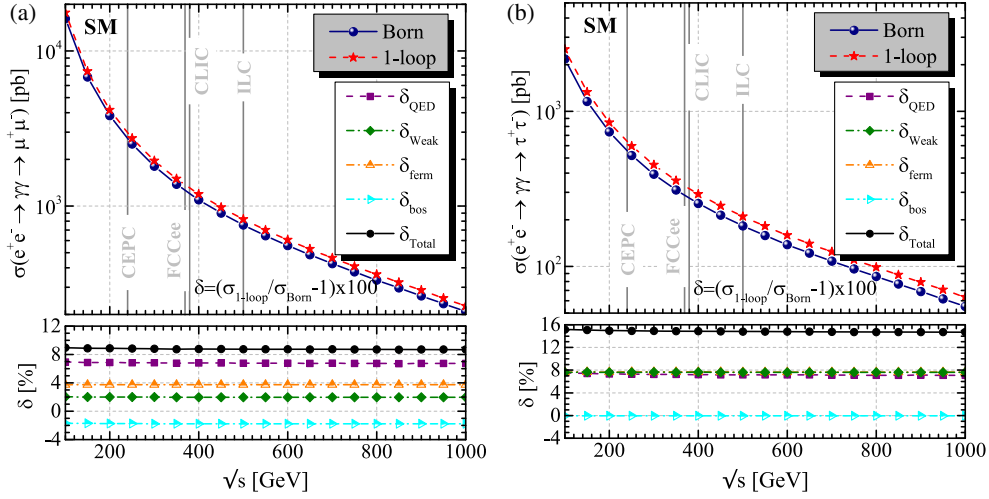 (a)
SM
Born
1-loop
CLIC
ILC
CEPC
FCCee
δQED
δWeak
δferm
δbos
δTotal
δ=(σ1-loop/σBorn-1)x100
σ(e+e- → γγ → μ+μ-) [pb]
10^4
10^3
12
8
4
0
-4
δ [%]
200
400
600
800
1000
√s [GeV]
(b)
SM
Born
1-loop
CLIC
ILC
CEPC
FCCee
δQED
δWeak
δferm
δbos
δTotal
δ=(σ1-loop/σBorn-1)x100
σ(e+e- → γγ → τ+τ-) [pb]
10^3
10^2
16
12
8
4
0
-4
δ [%]
200
400
600
800
1000
√s [GeV]